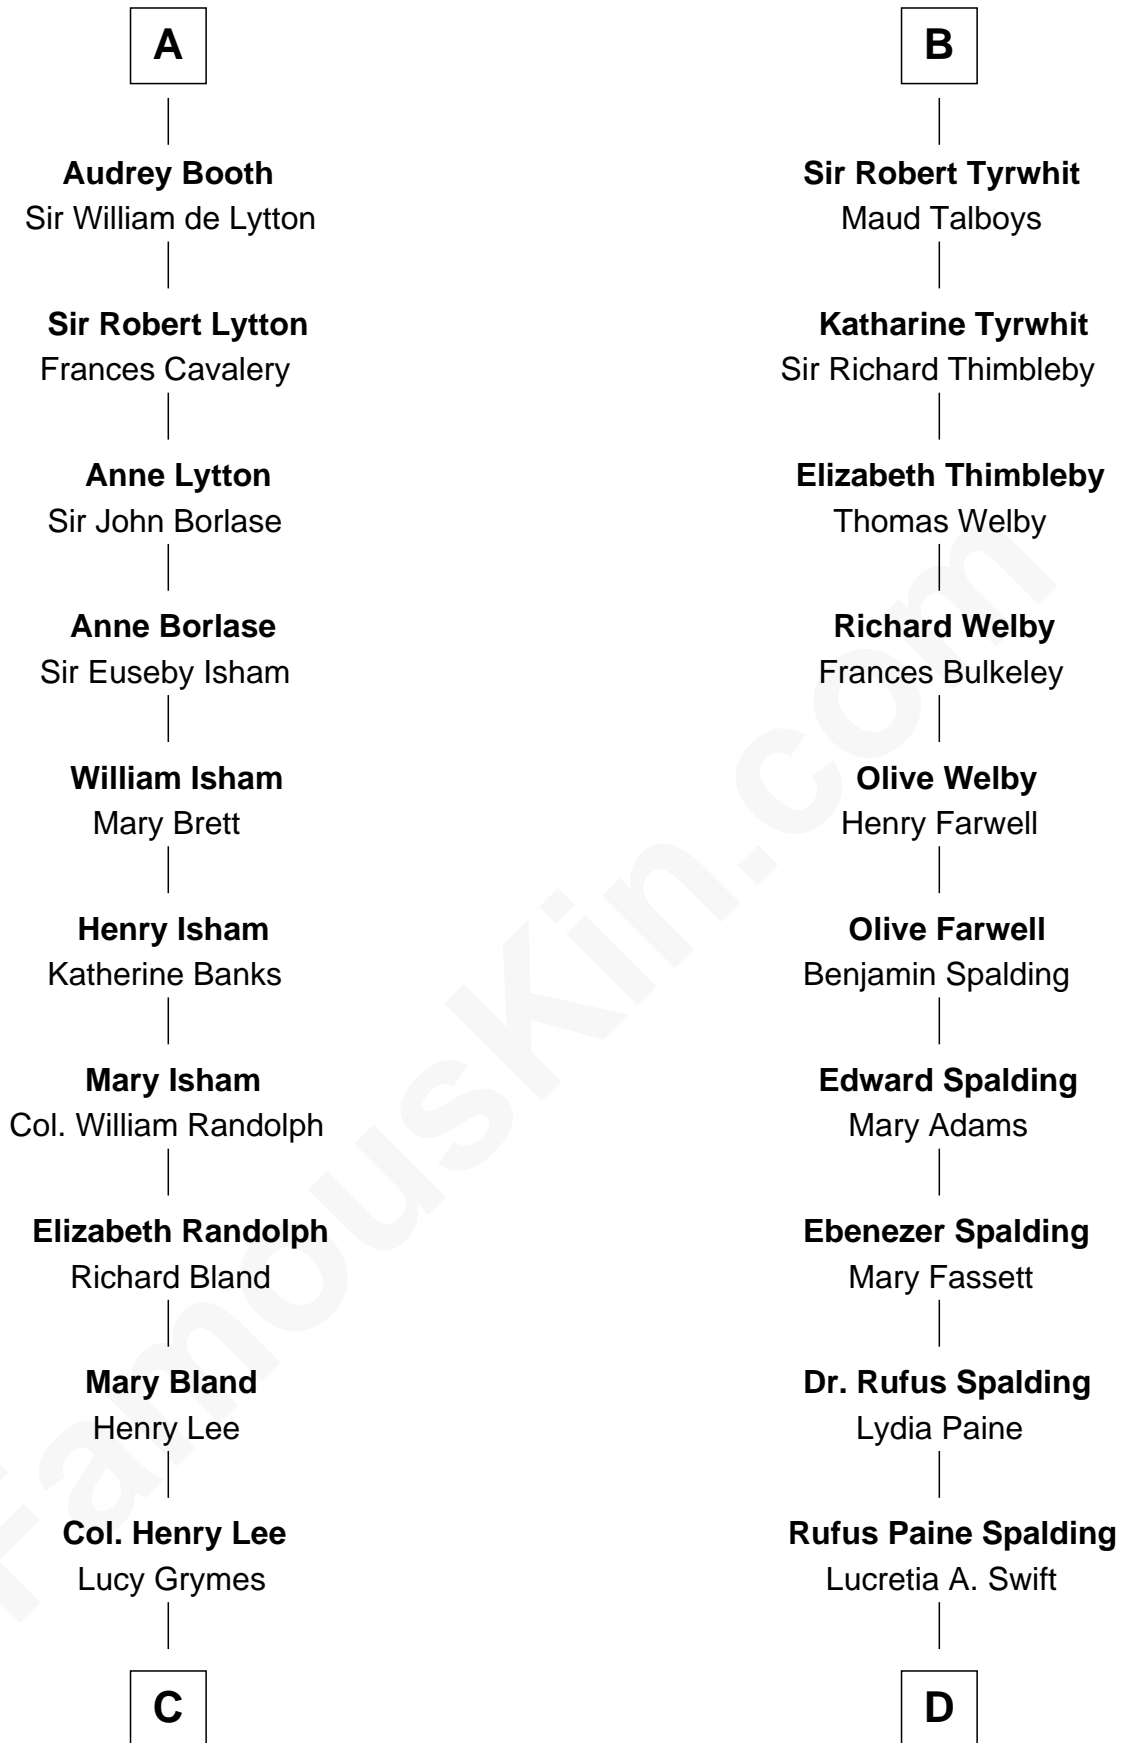 A
Audrey Booth
Sir William de Lytton
Sir Robert Lytton
Frances Cavalery
Anne Lytton
Sir John Borlase
Anne Borlase
Sir Euseby Isham
William Isham
Mary Brett
Henry Isham
Katherine Banks
Mary Isham
Col. William Randolph
Elizabeth Randolph
Richard Bland
Mary Bland
Henry Lee
Col. Henry Lee
Lucy Grymes
C
B
Sir Robert Tyrwhit
Maud Talboys
Katharine Tyrwhit
Sir Richard Thimbleby
Elizabeth Thimbleby
Thomas Welby
Richard Welby
Frances Bulkeley
Olive Welby
Henry Farwell
Olive Farwell
Benjamin Spalding
Edward Spalding
Mary Adams
Ebenezer Spalding
Mary Fassett
Dr. Rufus Spalding
Lydia Paine
Rufus Paine Spalding
Lucretia A. Swift
D
FamousKin.com